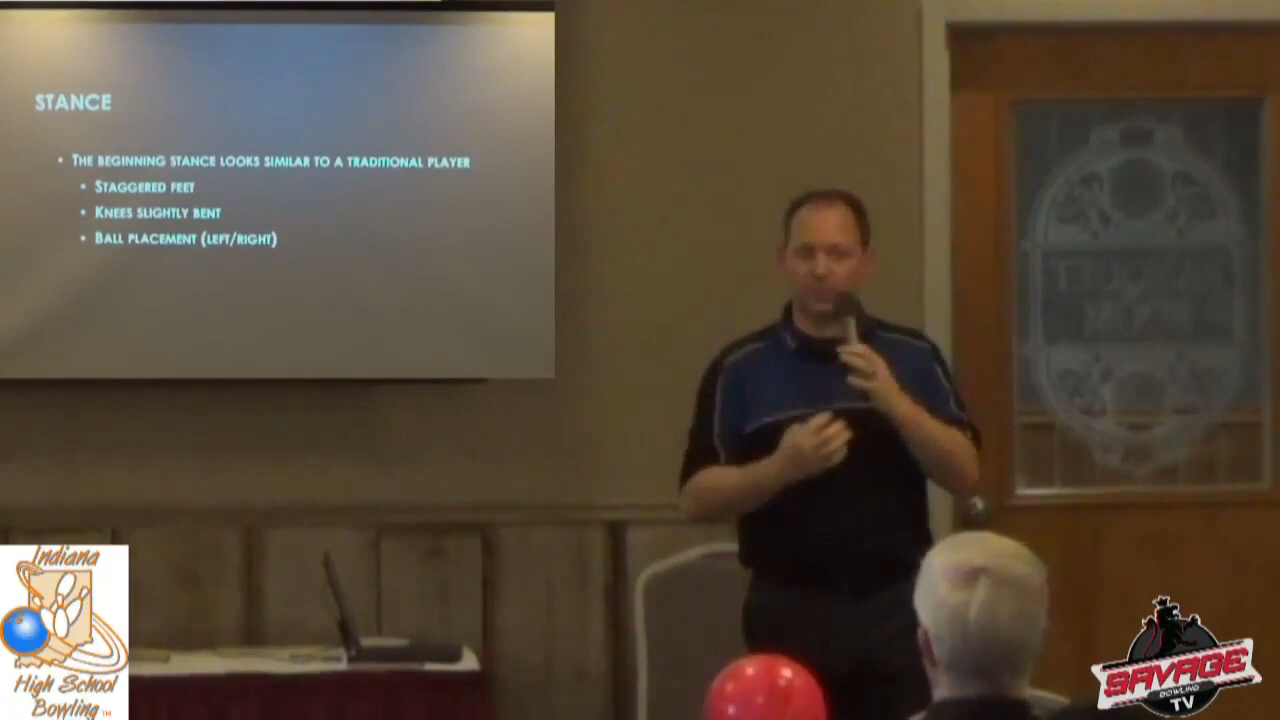 STANCE
• THE BEGINNING STANCE LOOKS SIMILAR TO A TRADITIONAL PLAYER
• STAGGERED FEET
• KNEES SLIGHTLY BENT
• BALL PLACEMENT (LEFT/RIGHT)
Indiana
High School
Bowling™
SAVAGE
BOWLING
TV